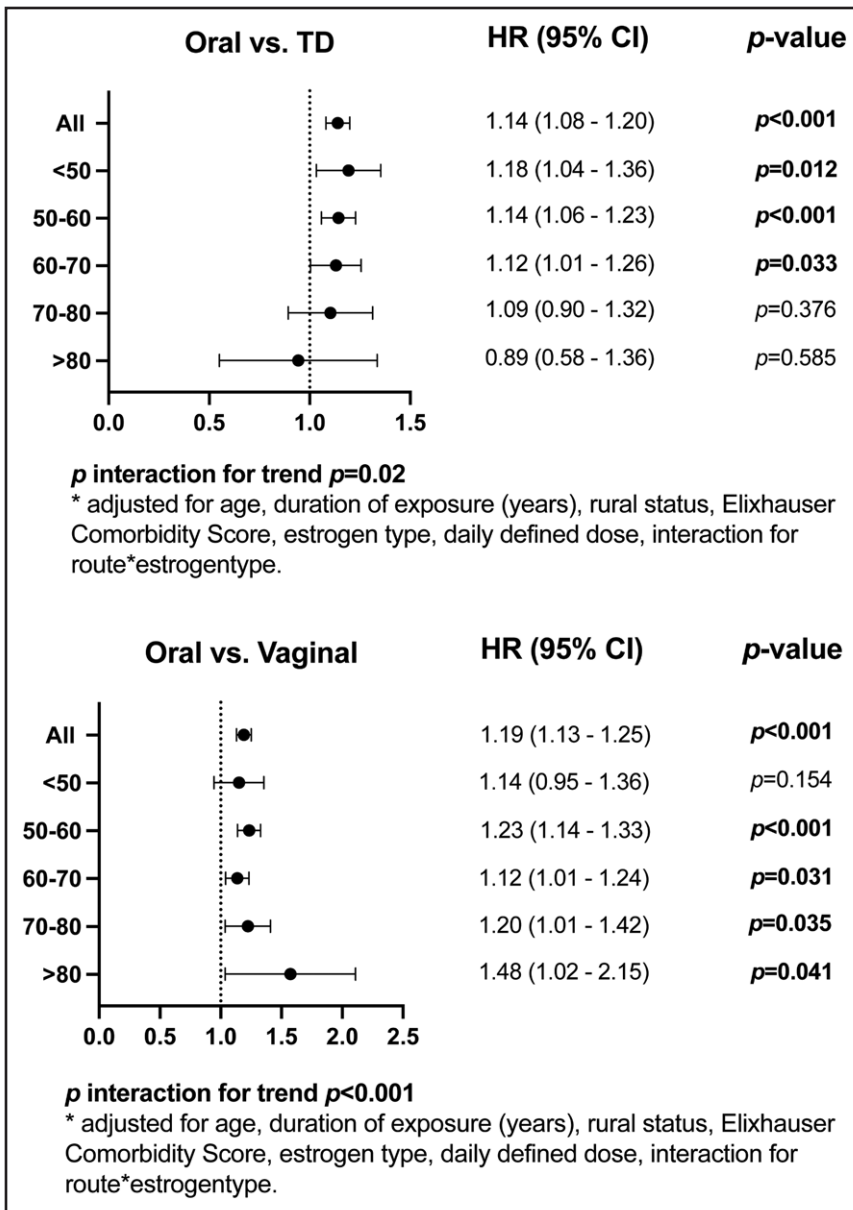 Oral vs. TD HR (95% CI) p-value
All 1.14 (1.08 - 1.20) p<0.001
<50 1.18 (1.04 - 1.36) p=0.012
50-60 1.14 (1.06 - 1.23) p<0.001
60-70 1.12 (1.01 - 1.26) p=0.033
70-80 1.09 (0.90 - 1.32) p=0.376
>80 0.89 (0.58 - 1.36) p=0.585
0.0 0.5 1.0 1.5
p interaction for trend p=0.02
* adjusted for age, duration of exposure (years), rural status, Elixhauser
Comorbidity Score, estrogen type, daily defined dose, interaction for
route*estrogentype.
Oral vs. Vaginal HR (95% CI) p-value
All 1.19 (1.13 - 1.25) p<0.001
<50 1.14 (0.95 - 1.36) p=0.154
50-60 1.23 (1.14 - 1.33) p<0.001
60-70 1.12 (1.01 - 1.24) p=0.031
70-80 1.20 (1.01 - 1.42) p=0.035
>80 1.48 (1.02 - 2.15) p=0.041
0.0 0.5 1.0 1.5 2.0 2.5
p interaction for trend p<0.001
* adjusted for age, duration of exposure (years), rural status, Elixhauser
Comorbidity Score, estrogen type, daily defined dose, interaction for
route*estrogentype.